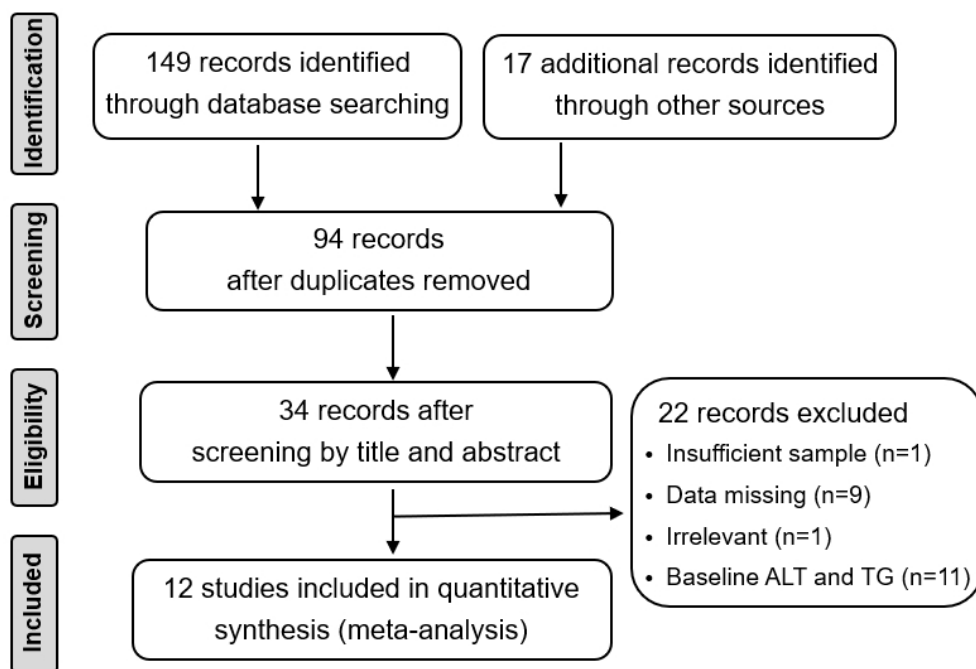 Identification
149 records identified
through database searching
17 additional records identified
through other sources
Screening
94 records
after duplicates removed
Eligibility
34 records after
screening by title and abstract
22 records excluded
• Insufficient sample (n=1)
• Data missing (n=9)
• Irrelevant (n=1)
• Baseline ALT and TG (n=11)
Included
12 studies included in quantitative
synthesis (meta-analysis)